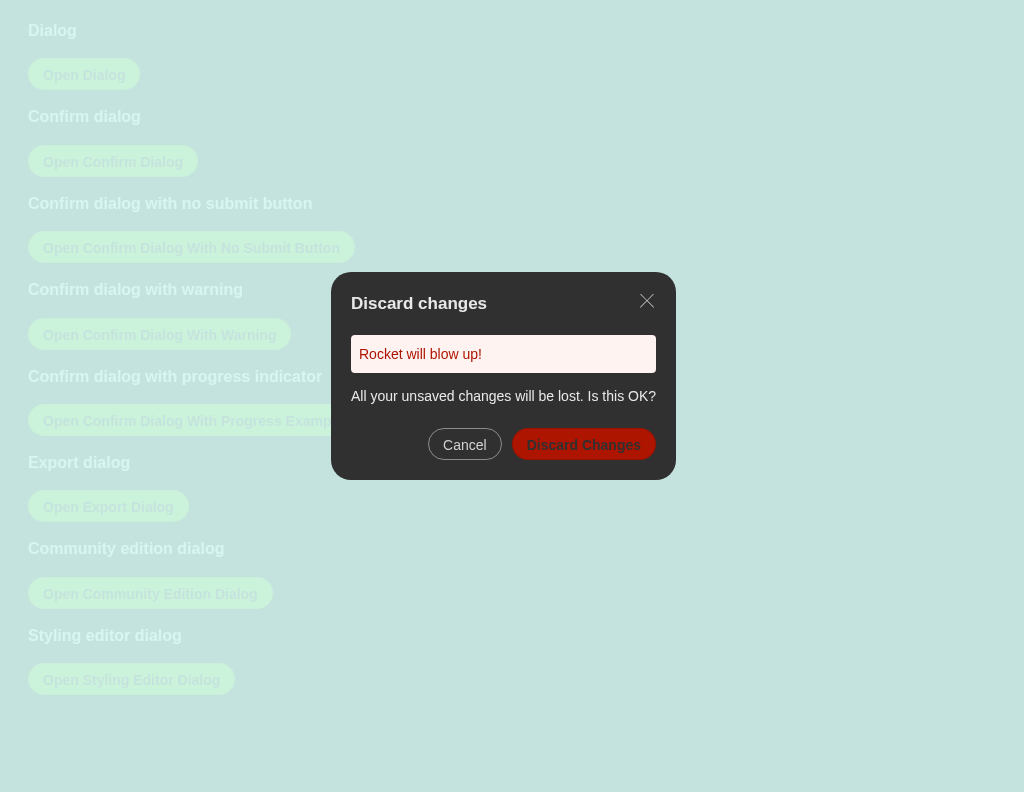 Dialog
Open Dialog
Confirm dialog
Open Confirm Dialog
Confirm dialog with no submit button
Open Confirm Dialog With No Submit Button
Confirm dialog with warning
Open Confirm Dialog With Warning
Confirm dialog with progress indicator
Open Confirm Dialog With Progress
Export dialog
Open Export Dialog
Community edition dialog
Open Community Edition Dialog
Styling editor dialog
Open Styling Editor Dialog
Discard changes
Rocket will blow up!
All your unsaved changes will be lost. Is this OK?
Cancel
Discard Changes